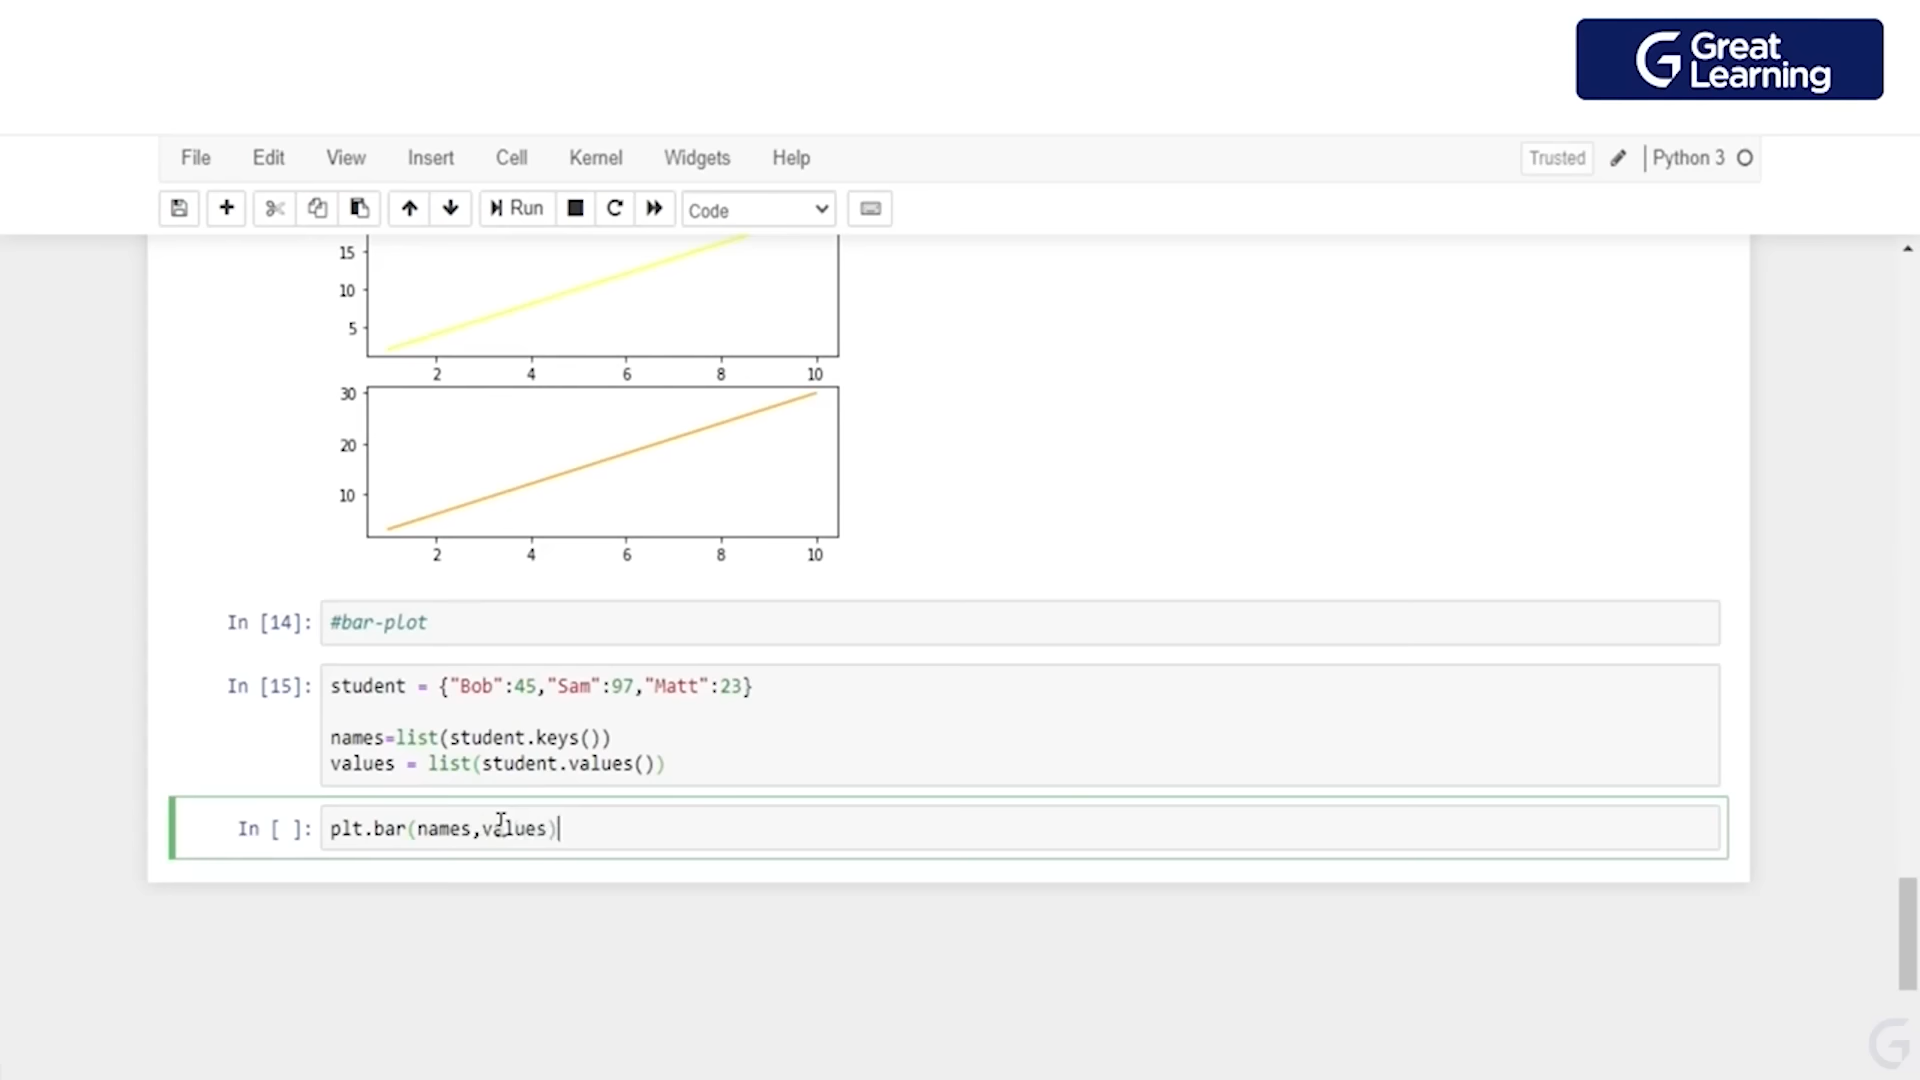 Great
Learning
File Edit View Insert Cell Kernel Widgets Help Trusted Python 3
Run Code
15
10
5
2 4 6 8 10
30
20
10
2 4 6 8 10
In [14]: #bar-plot
In [15]: student = {"Bob":45,"Sam":97,"Matt":23}
names=list(student.keys())
values = list(student.values())
In [ ]: plt.bar(names,values)